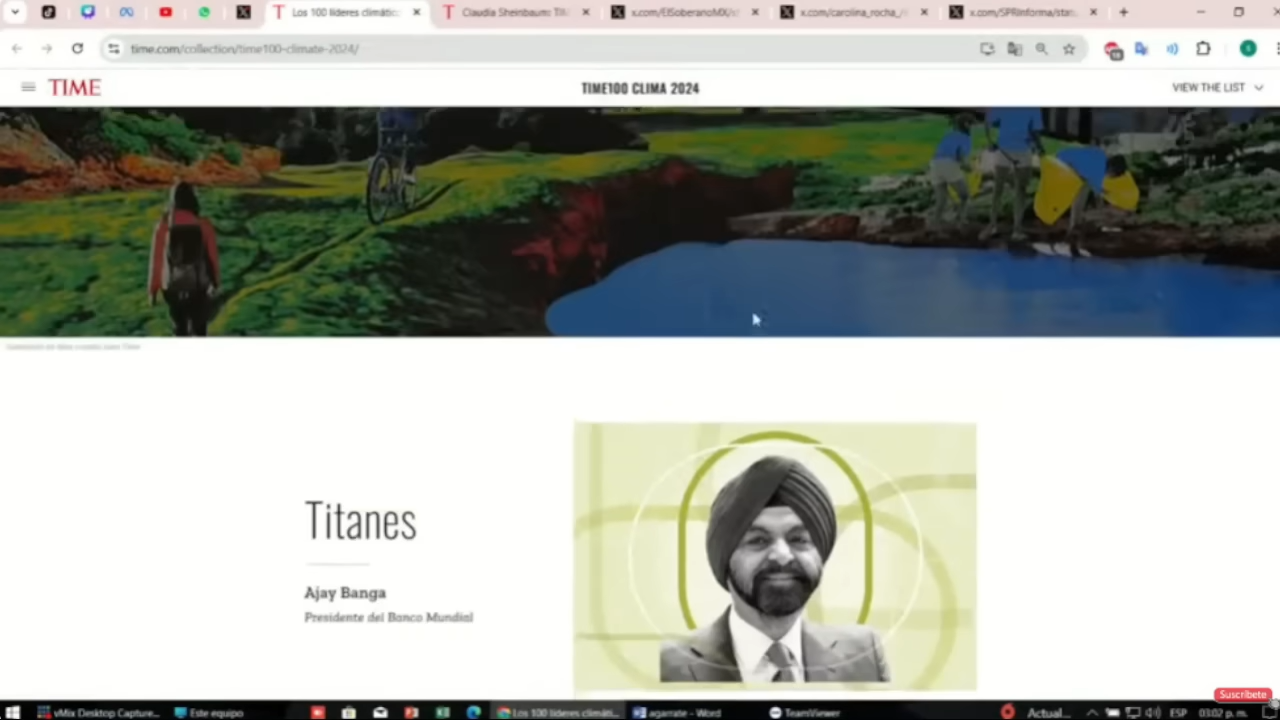 Los 100 líderes climátic
Claudia Sheinbaum: TIM
x.com/ElSoberanoMX/s
x.com/carolina_rocha_/
x.com/SPRInforma/stat
time.com/collection/time100-climate-2024/
TIME
TIME100 CLIMA 2024
VIEW THE LIST
Titanes
Ajay Banga
Presidente del Banco Mundial
Suscríbete
vMix Desktop Capture...
Este equipo
Los 100 líderes climáti...
agarrate - Word
TeamViewer
Actual...
ESP
03:02 p. m.